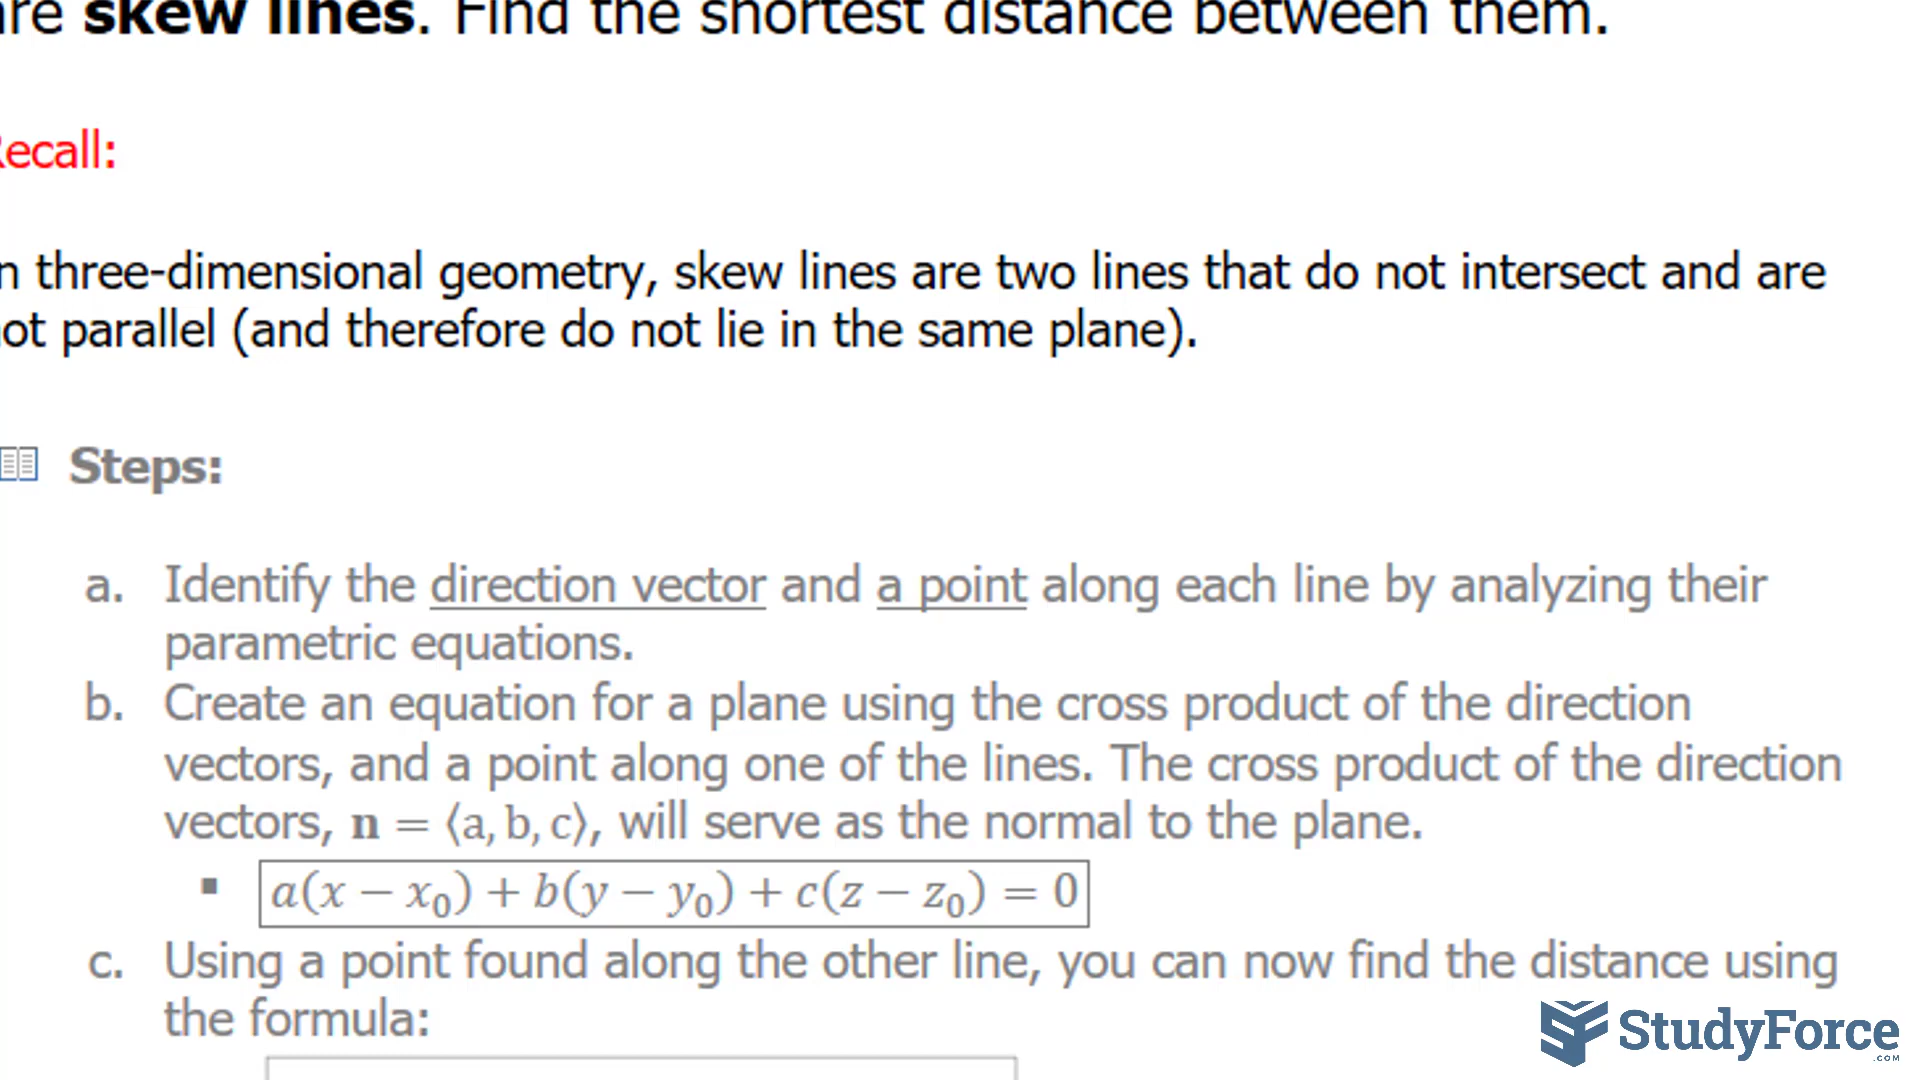 are skew lines. Find the shortest distance between them.
Recall:
In three-dimensional geometry, skew lines are two lines that do not intersect and are
not parallel (and therefore do not lie in the same plane).
Steps:
a. Identify the direction vector and a point along each line by analyzing their
parametric equations.
b. Create an equation for a plane using the cross product of the direction
vectors, and a point along one of the lines. The cross product of the direction
vectors, n = ⟨a, b, c⟩, will serve as the normal to the plane.
▪ a(x − x₀) + b(y − y₀) + c(z − z₀) = 0
c. Using a point found along the other line, you can now find the distance using
the formula:
StudyForce
.COM